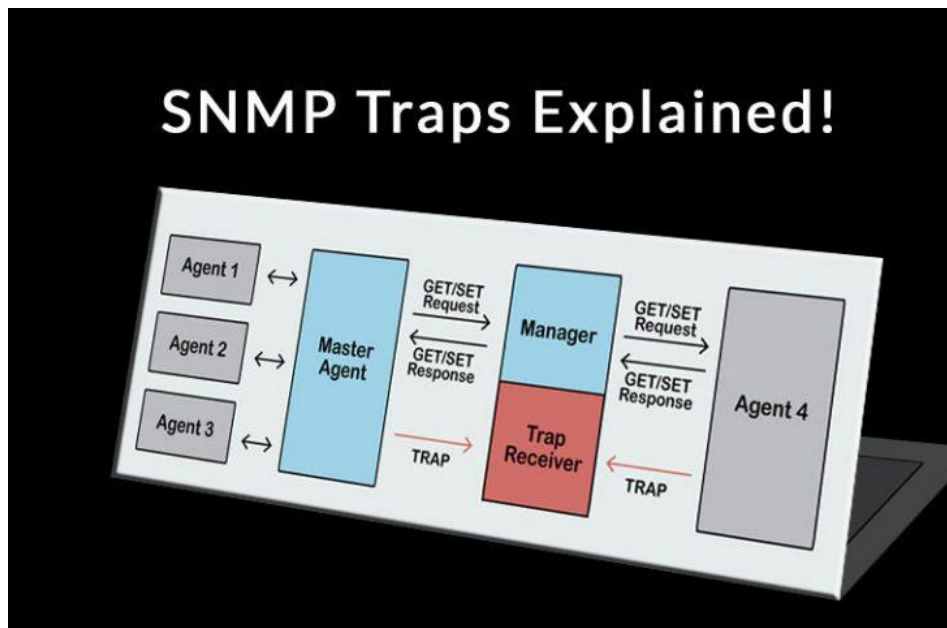 SNMP Traps Explained!
Agent 1
Agent 2
Agent 3
Master
Agent
GET/SET
Request
GET/SET
Response
TRAP
Manager
Trap
Receiver
GET/SET
Request
GET/SET
Response
TRAP
Agent 4